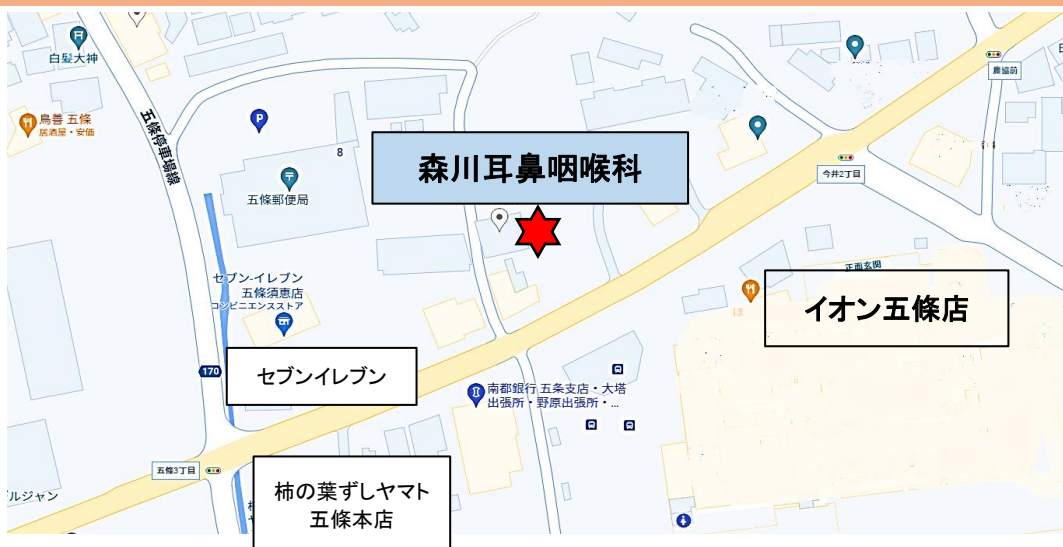 白髪大神
鳥善 五條
居酒屋・安価
五條停車場線
P
8
五條郵便局
森川耳鼻咽喉科
農協前
今井2丁目
正面玄関
イオン五條店
ほ
セブン-イレブン
五條須恵店
コンビニエンスストア
セブンイレブン
170
南都銀行 五条支店・大塔
出張所・野原出張所・...
五條3丁目
柿の葉ずしヤマト
五條本店
ルジャン